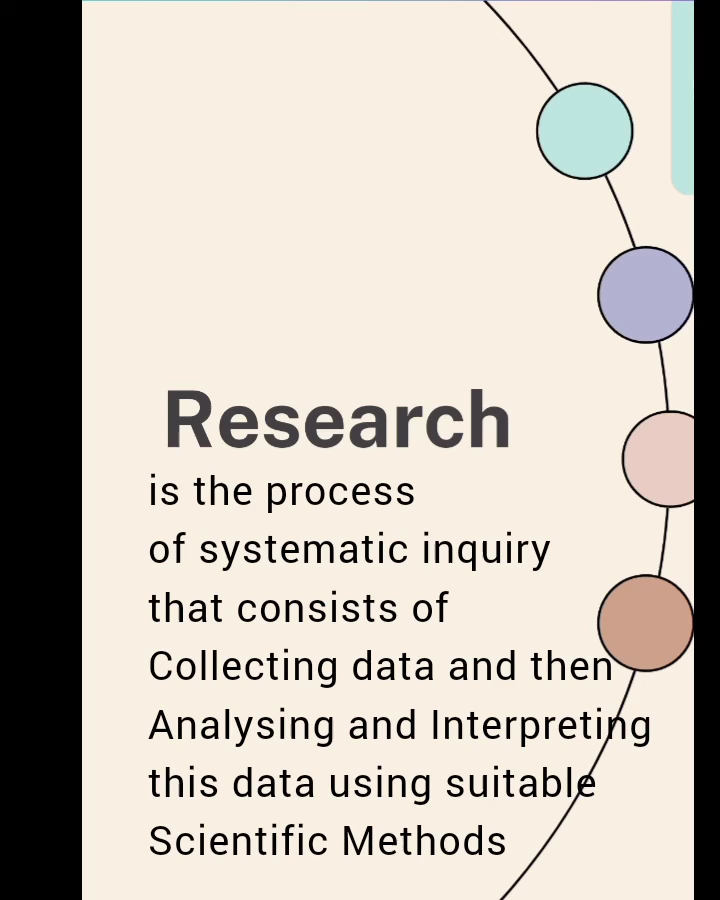 Research
is the process
of systematic inquiry
that consists of
Collecting data and then
Analysing and Interpreting
this data using suitable
Scientific Methods